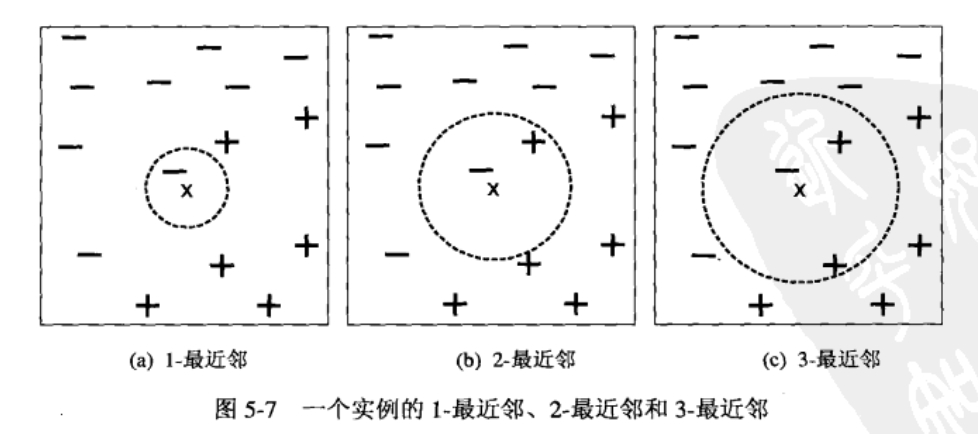 x
x
x
(a) 1-最近邻
(b) 2-最近邻
(c) 3-最近邻
图 5-7 一个实例的 1-最近邻、2-最近邻和 3-最近邻